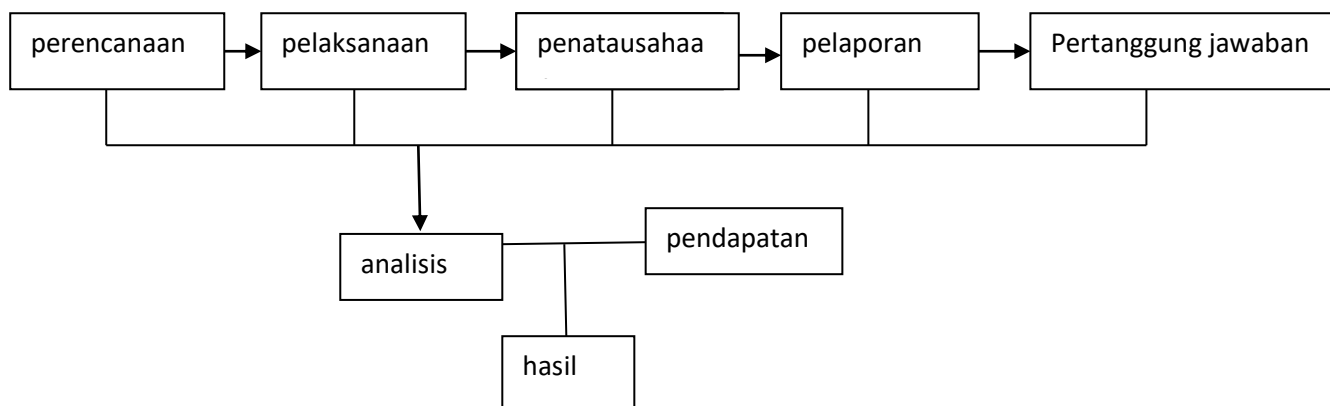 perencanaan
pelaksanaan
penatausahaa
pelaporan
Pertanggung jawaban
pendapatan
analisis
hasil